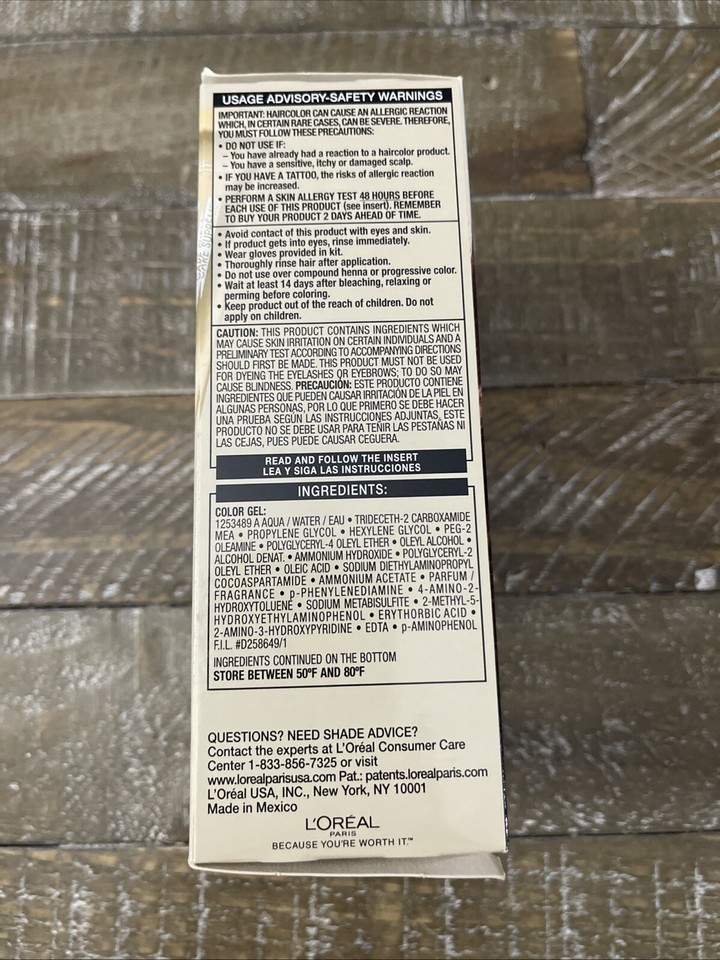 USAGE ADVISORY-SAFETY WARNINGS
IMPORTANT: HAIRCOLOR CAN CAUSE AN ALLERGIC REACTION
WHICH, IN CERTAIN RARE CASES, CAN BE SEVERE. THEREFORE,
YOU MUST FOLLOW THESE PRECAUTIONS:
• DO NOT USE IF:
– You have already had a reaction to a haircolor product.
– You have a sensitive, itchy or damaged scalp.
• IF YOU HAVE A TATTOO, the risks of allergic reaction
may be increased.
• PERFORM A SKIN ALLERGY TEST 48 HOURS BEFORE
EACH USE OF THIS PRODUCT (see insert). REMEMBER
TO BUY YOUR PRODUCT 2 DAYS AHEAD OF TIME.
• Avoid contact of this product with eyes and skin.
• If product gets into eyes, rinse immediately.
• Wear gloves provided in kit.
• Thoroughly rinse hair after application.
• Do not use over compound henna or progressive color.
• Wait at least 14 days after bleaching, relaxing or
perming before coloring.
• Keep product out of the reach of children. Do not
apply on children.
CAUTION: THIS PRODUCT CONTAINS INGREDIENTS WHICH
MAY CAUSE SKIN IRRITATION ON CERTAIN INDIVIDUALS AND A
PRELIMINARY TEST ACCORDING TO ACCOMPANYING DIRECTIONS
SHOULD FIRST BE MADE. THIS PRODUCT MUST NOT BE USED
FOR DYEING THE EYELASHES OR EYEBROWS; TO DO SO MAY
CAUSE BLINDNESS. PRECAUCIÓN: ESTE PRODUCTO CONTIENE
INGREDIENTES QUE PUEDEN CAUSAR IRRITACIÓN DE LA PIEL EN
ALGUNAS PERSONAS, POR LO QUE PRIMERO SE DEBE HACER
UNA PRUEBA SEGÚN LAS INSTRUCCIONES ADJUNTAS, ESTE
PRODUCTO NO SE DEBE USAR PARA TEÑIR LAS PESTAÑAS NI
LAS CEJAS, PUES PUEDE CAUSAR CEGUERA.
READ AND FOLLOW THE INSERT
LEA Y SIGA LAS INSTRUCCIONES
INGREDIENTS:
COLOR GEL:
1253489 A AQUA / WATER / EAU • TRIDECETH-2 CARBOXAMIDE
MEA • PROPYLENE GLYCOL • HEXYLENE GLYCOL • PEG-2
OLEAMINE • POLYGLYCERYL-4 OLEYL ETHER • OLEYL ALCOHOL •
ALCOHOL DENAT. • AMMONIUM HYDROXIDE • POLYGLYCERYL-2
OLEYL ETHER • OLEIC ACID • SODIUM DIETHYLAMINOPROPYL
COCOASPARTAMIDE • AMMONIUM ACETATE • PARFUM /
FRAGRANCE • p-PHENYLENEDIAMINE • 4-AMINO-2-
HYDROXYTOLUENE • SODIUM METABISULFITE • 2-METHYL-5-
HYDROXYETHYLAMINOPHENOL • ERYTHORBIC ACID •
2-AMINO-3-HYDROXYPYRIDINE • EDTA • p-AMINOPHENOL
F.I.L. #D258649/1
INGREDIENTS CONTINUED ON THE BOTTOM
STORE BETWEEN 50ºF AND 80ºF
QUESTIONS? NEED SHADE ADVICE?
Contact the experts at L'Oréal Consumer Care
Center 1-833-856-7325 or visit
www.lorealparisusa.com Pat.: patents.lorealparis.com
L'Oréal USA, INC., New York, NY 10001
Made in Mexico
L'ORÉAL
PARIS
BECAUSE YOU'RE WORTH IT.™